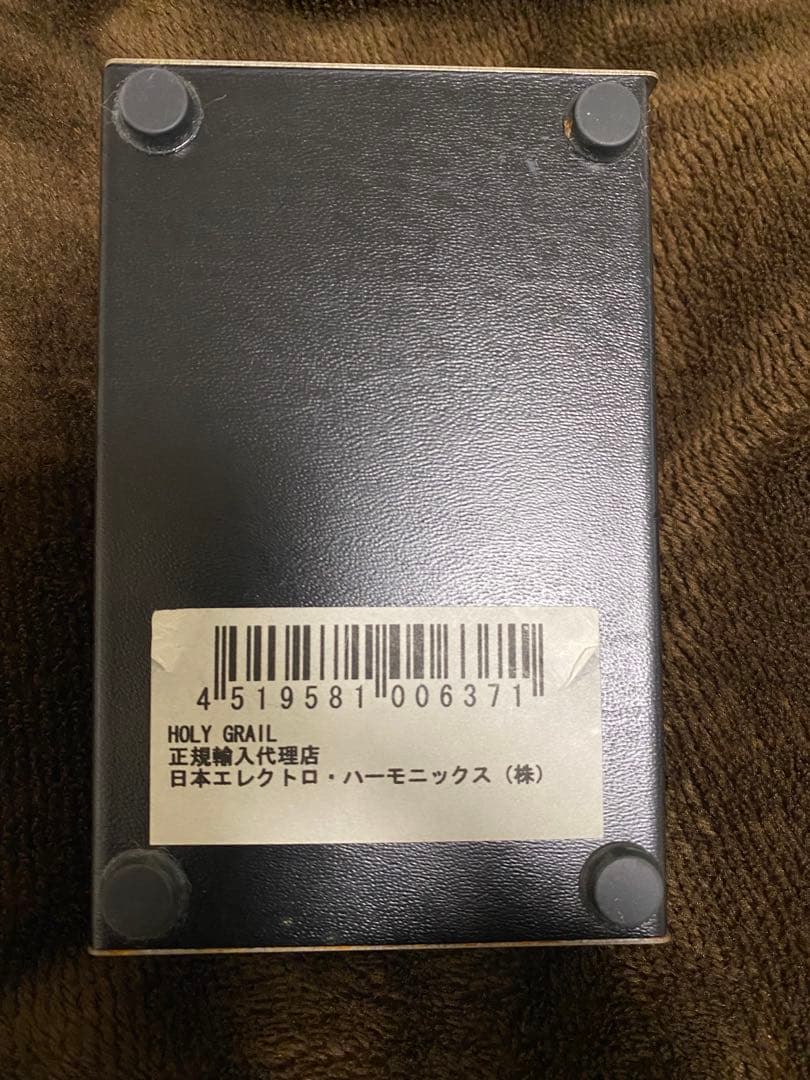 4 519581 006371
HOLY GRAIL
正規輸入代理店
日本エレクトロ・ハーモニックス（株）